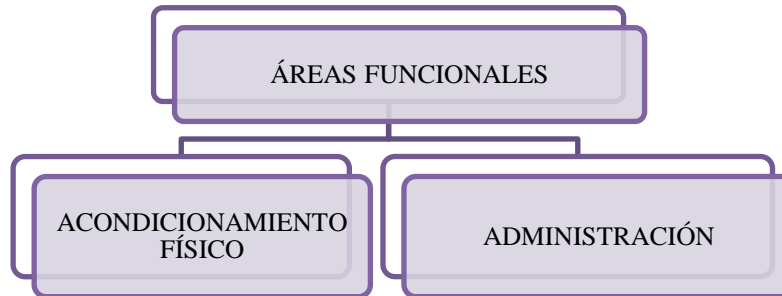 ÁREAS FUNCIONALES
ACONDICIONAMIENTO
FÍSICO
ADMINISTRACIÓN